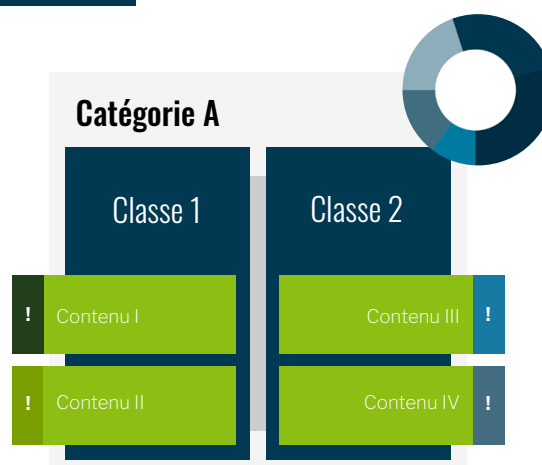 Catégorie A
Classe 1
Classe 2
! Contenu I
Contenu III !
! Contenu II
Contenu IV !